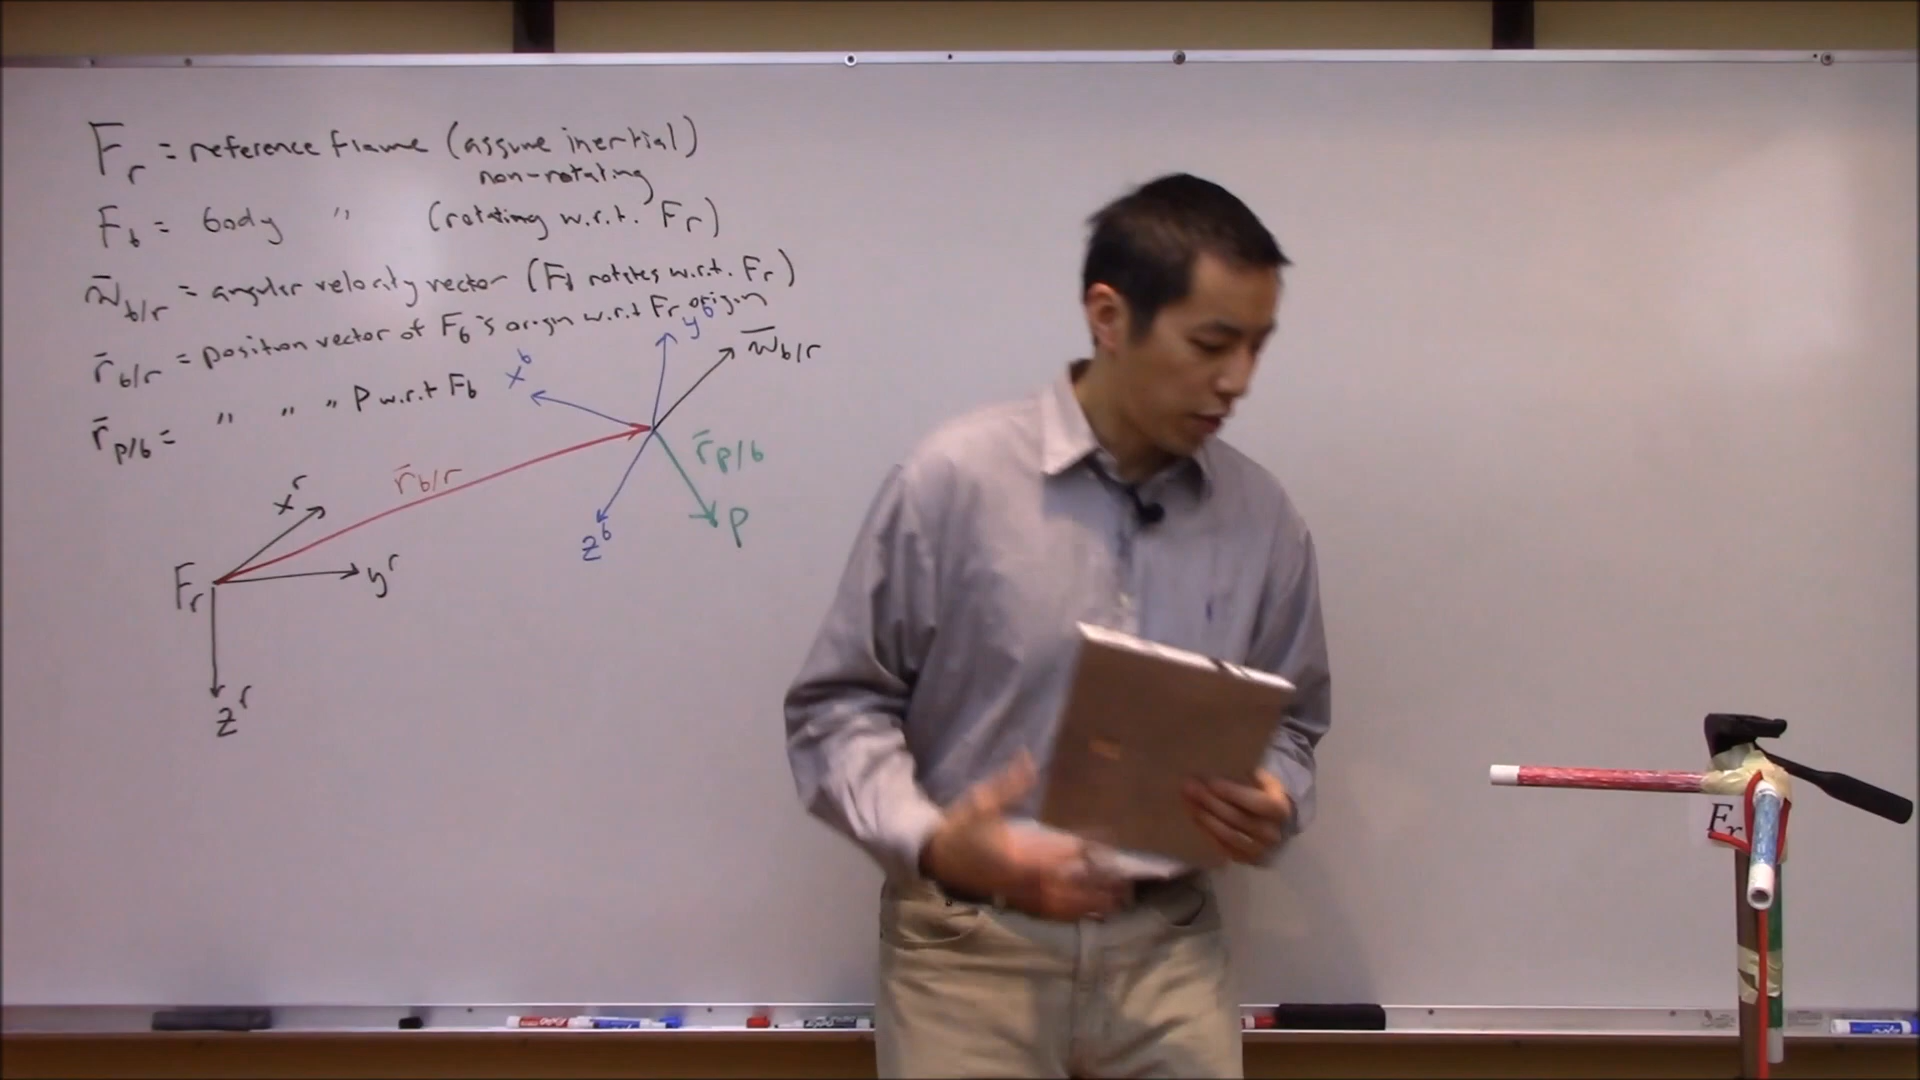 F_r = reference frame (assume inertial)
non-rotating
F_b = body " (rotating w.r.t. F_r)
ω̄_b/r = angular velocity vector (F_b rotates w.r.t. F_r)
r̄_b/r = position vector of F_b's origin w.r.t F_r origin
r̄_p/b = " " " P w.r.t F_b
y^b
ω̄_b/r
x^b
r̄_p/b
r̄_b/r
x^r
P
z^b
F_r
y^r
z^r
F_r